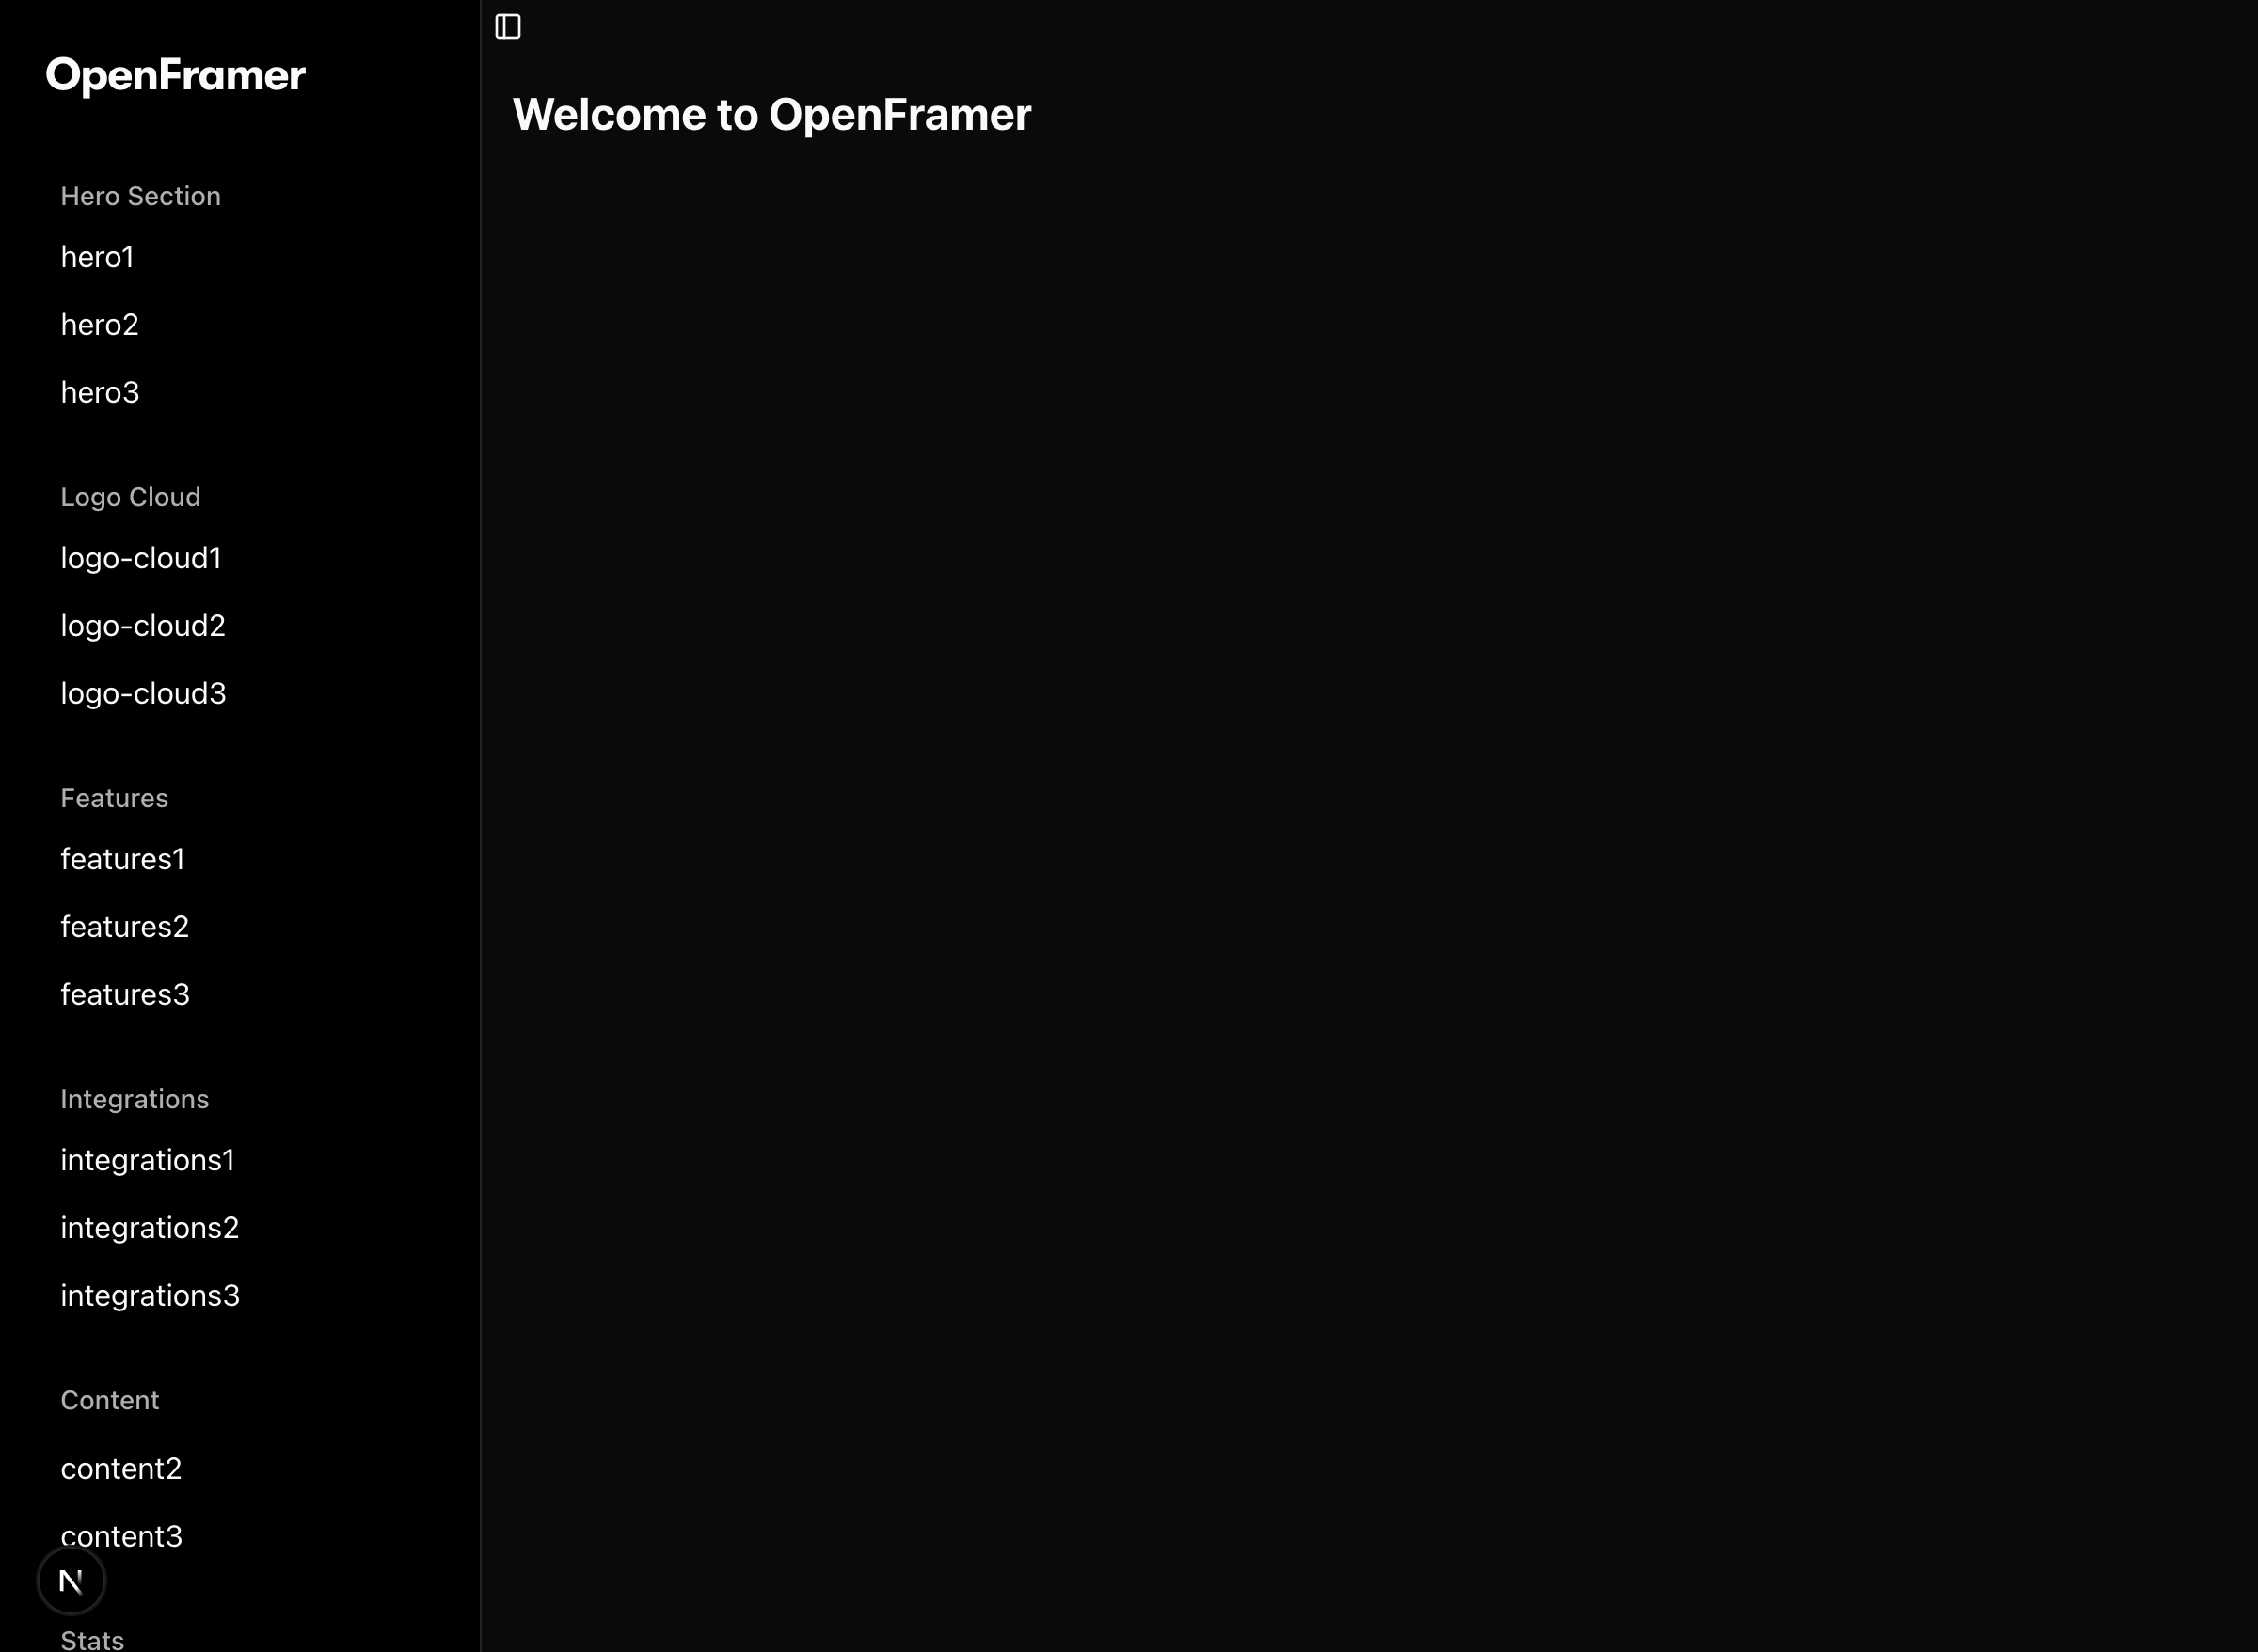 OpenFramer
Hero Section
hero1
hero2
hero3
Logo Cloud
logo-cloud1
logo-cloud2
logo-cloud3
Features
features1
features2
features3
Integrations
integrations1
integrations2
integrations3
Content
content2
content3
N
Stats
Welcome to OpenFramer